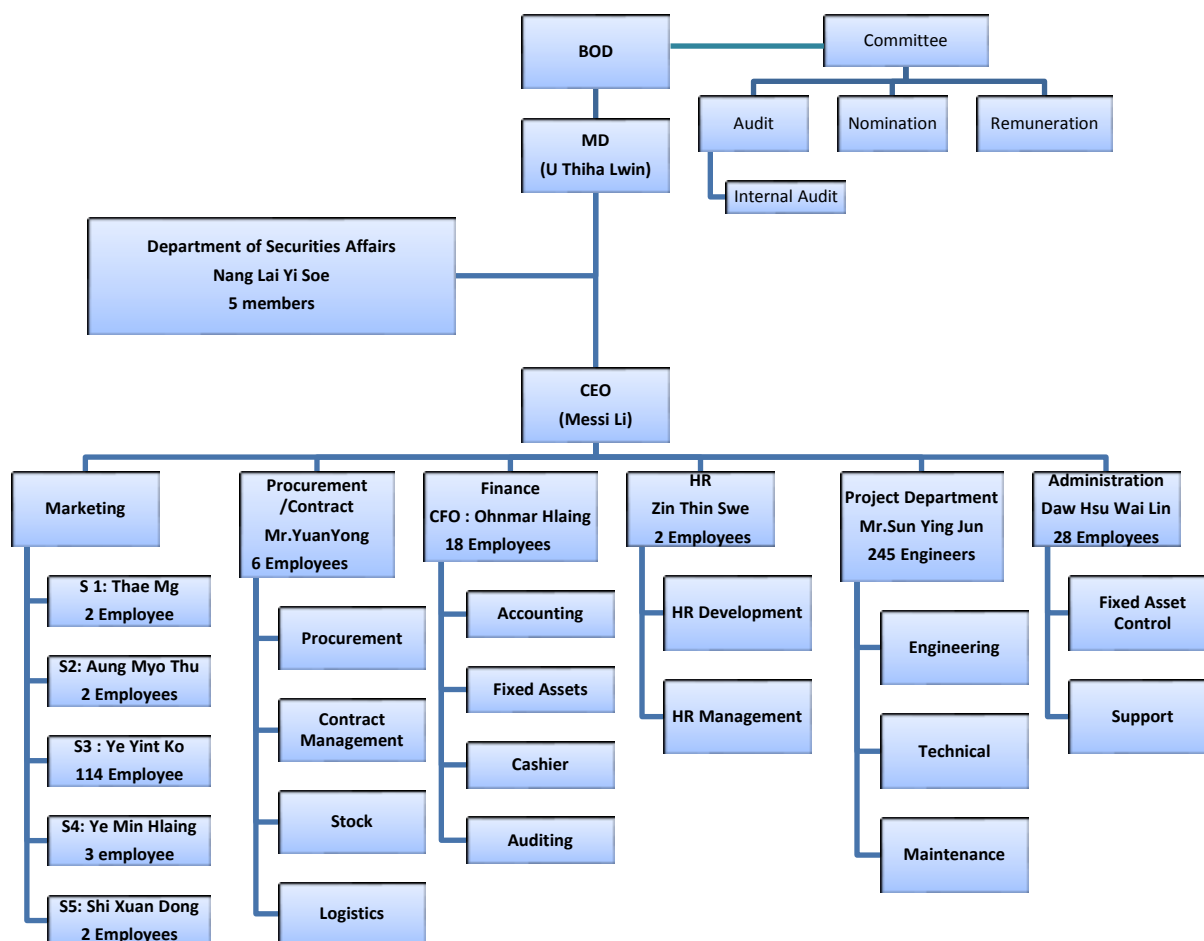 BOD
Committee
Audit
Nomination
Remuneration
Internal Audit
MD
(U Thiha Lwin)
Department of Securities Affairs
Nang Lai Yi Soe
5 members
CEO
(Messi Li)
Marketing
S 1: Thae Mg
2 Employee
S2: Aung Myo Thu
2 Employees
S3 : Ye Yint Ko
114 Employee
S4: Ye Min Hlaing
3 employee
S5: Shi Xuan Dong
2 Employees
Procurement
/Contract
Mr.YuanYong
6 Employees
Procurement
Contract
Management
Stock
Logistics
Finance
CFO : Ohnmar Hlaing
18 Employees
Accounting
Fixed Assets
Cashier
Auditing
HR
Zin Thin Swe
2 Employees
HR Development
HR Management
Project Department
Mr.Sun Ying Jun
245 Engineers
Engineering
Technical
Maintenance
Administration
Daw Hsu Wai Lin
28 Employees
Fixed Asset
Control
Support